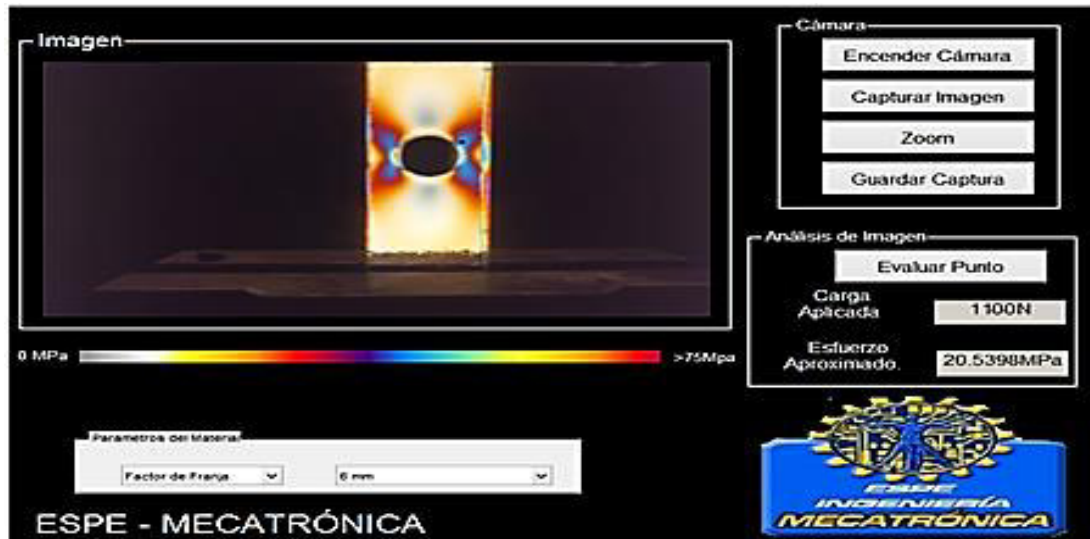 Imagen
Cámara
Encender Cámara
Capturar Imagen
Zoom
Guardar Captura
Análisis de Imagen
Evaluar Punto
Carga
Aplicada
1100N
Esfuerzo
Aproximado.
20.5398MPa
0 MPa
>75Mpa
Parámetros del Material
Factor de Franja
6 mm
ESPE - MECATRÓNICA
ESPE
INGENIERÍA
MECATRÓNICA